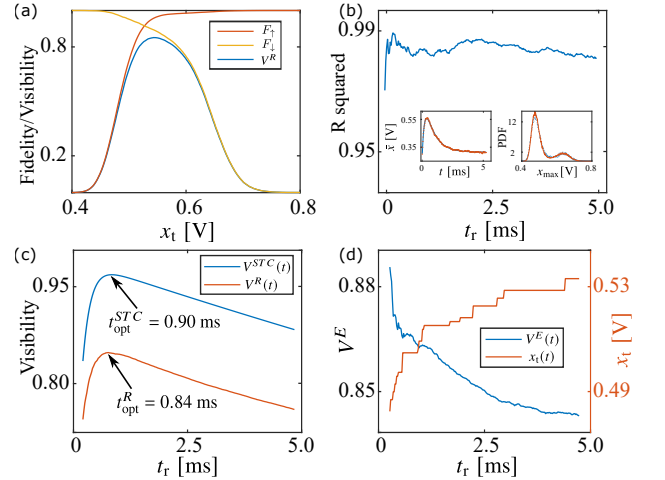 (a)
F↑
F↓
V^R
1.0
0.2
Fidelity/Visibility
0.4
0.6
0.8
x_t [V]
(b)
0.99
0.95
R squared
0.55
0.35
x̄ [V]
0
5
t [ms]
12
2
PDF
0.4
0.8
x_max [V]
0
2.5
5.0
t_r [ms]
(c)
V^STC(t)
V^R(t)
0.95
0.80
Visibility
t_opt^STC = 0.90 ms
t_opt^R = 0.84 ms
0
2.5
5.0
t_r [ms]
(d)
0.88
0.85
V^E
V^E(t)
x_t(t)
0.53
0.49
x_t [V]
0
2.5
5.0
t_r [ms]